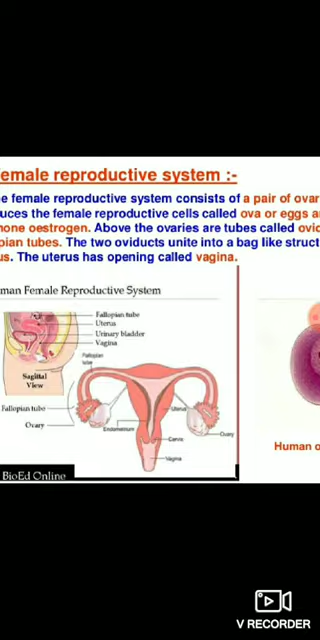 emale reproductive system :-
e female reproductive system consists of a pair of ovar
uces the female reproductive cells called ova or eggs a
none oestrogen. Above the ovaries are tubes called ovid
pian tubes. The two oviducts unite into a bag like struct
us. The uterus has opening called vagina.
man Female Reproductive System
Fallopian tube
Uterus
Urinary bladder
Vagina
Sagittal
View
Fallopian tube
Ovary
Fallopian
tube
Uterus
Endometrium
Ovary
Cervix
Vagina
Human o
BioEd Online
V RECORDER